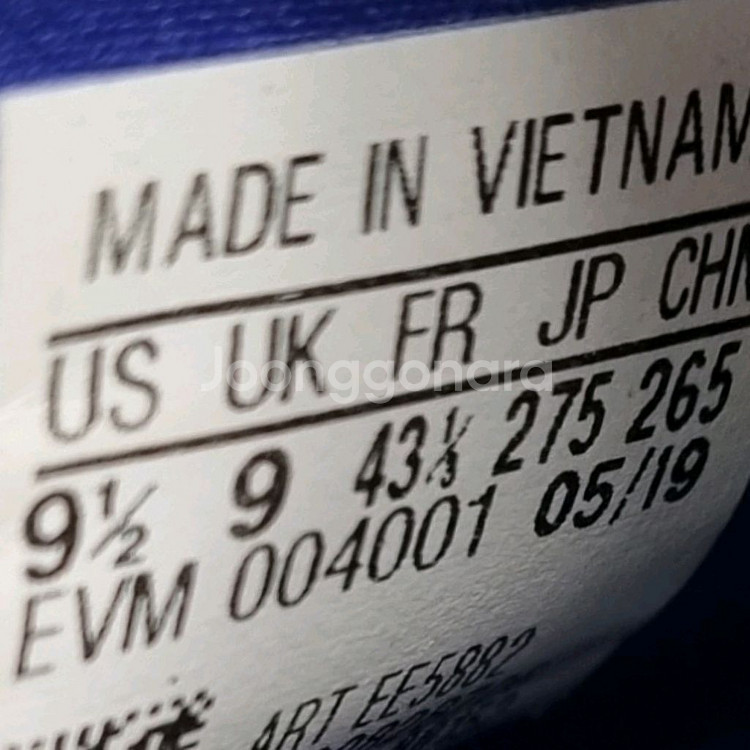 MADE IN VIETNAM
US UK FR JP CHN
9½ 9 43⅓ 275 265
EVM 004001 05/19
ART EE5882
Joonggonara